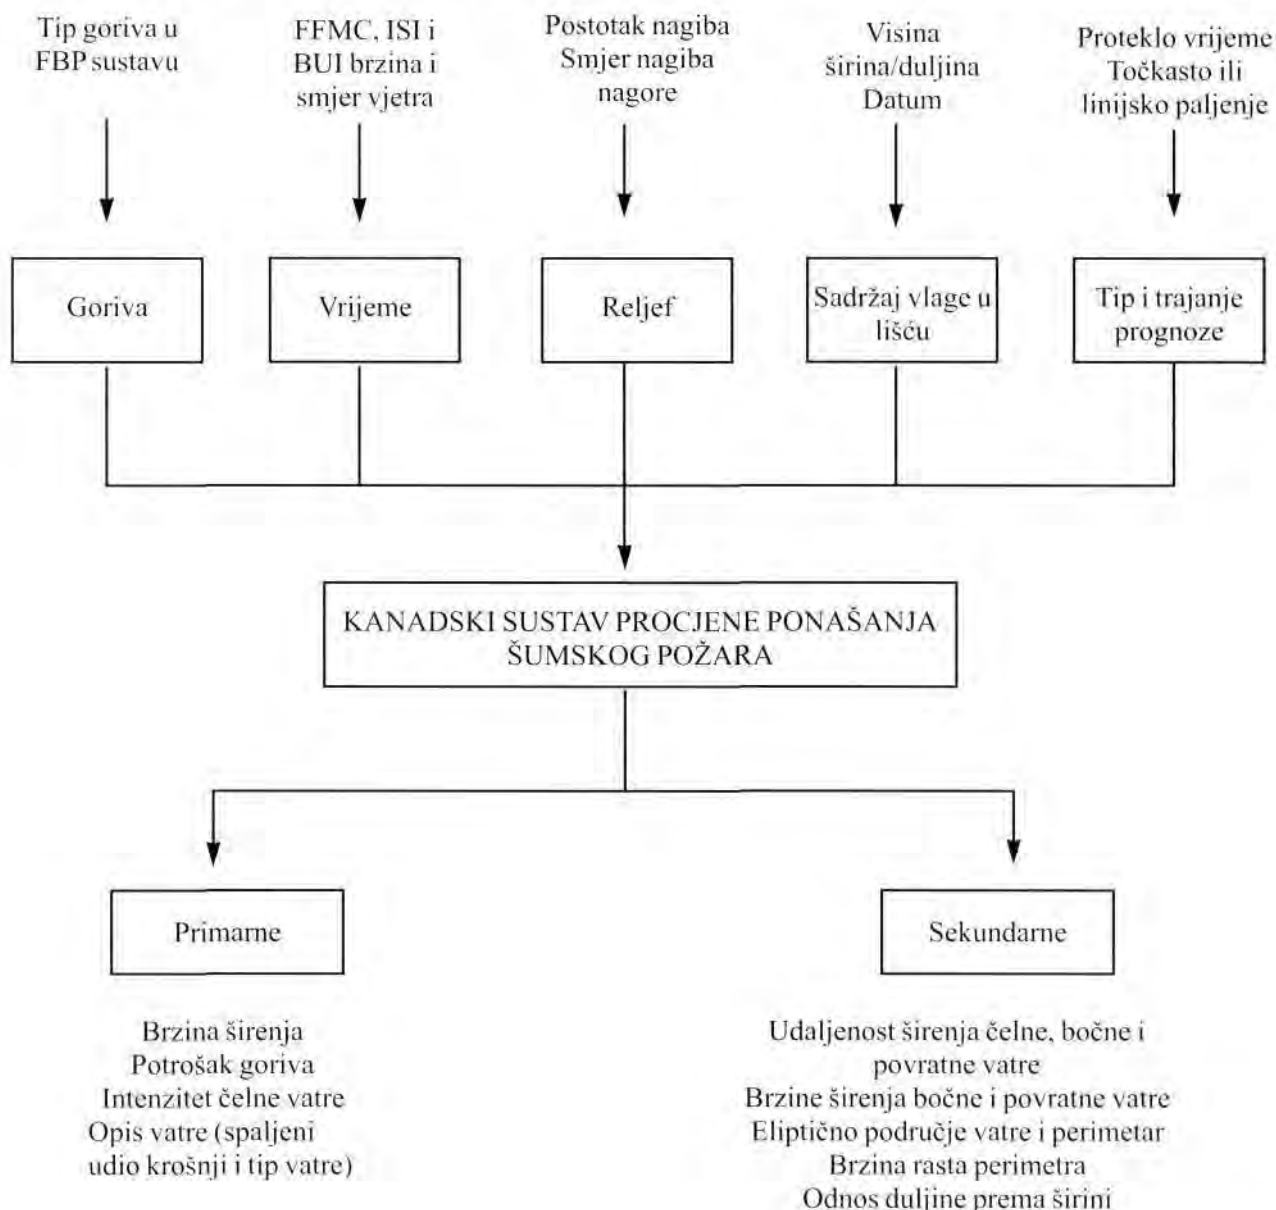 Tip goriva u
FBP sustavu
FFMC, ISI i
BUI brzina i
smjer vjetra
Postotak nagiba
Smjer nagiba
nagore
Visina
širina/duljina
Datum
Proteklo vrijeme
Točkasto ili
linijsko paljenje
Goriva
Vrijeme
Reljef
Sadržaj vlage u
lišću
Tip i trajanje
prognoze
KANADSKI SUSTAV PROCJENE PONAŠANJA
ŠUMSKOG POŽARA
Primarne
Brzina širenja
Potrošak goriva
Intenzitet čelne vatre
Opis vatre (spaljeni
udio krošnji i tip vatre)
Sekundarne
Udaljenost širenja čelne, bočne i
povratne vatre
Brzine širenja bočne i povratne vatre
Eliptično područje vatre i perimetar
Brzina rasta perimetra
Odnos duljine prema širini